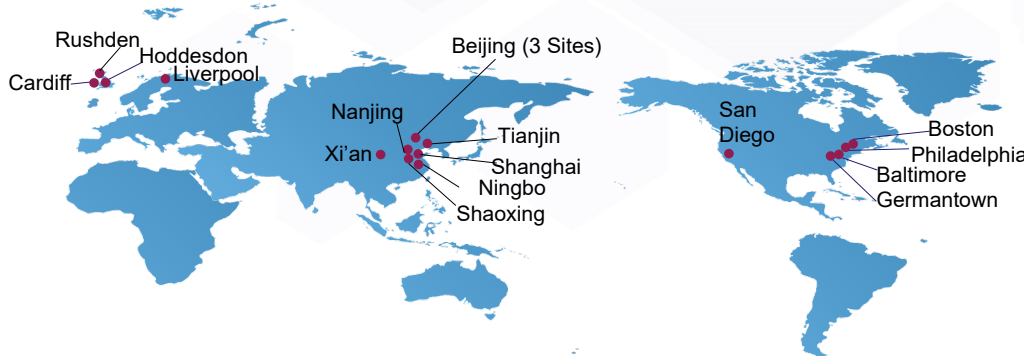 Rushden
Hoddesdon
Cardiff
Liverpool
Beijing (3 Sites)
Nanjing
Tianjin
Xi’an
Shanghai
Ningbo
Shaoxing
San
Diego
Boston
Philadelphia
Baltimore
Germantown